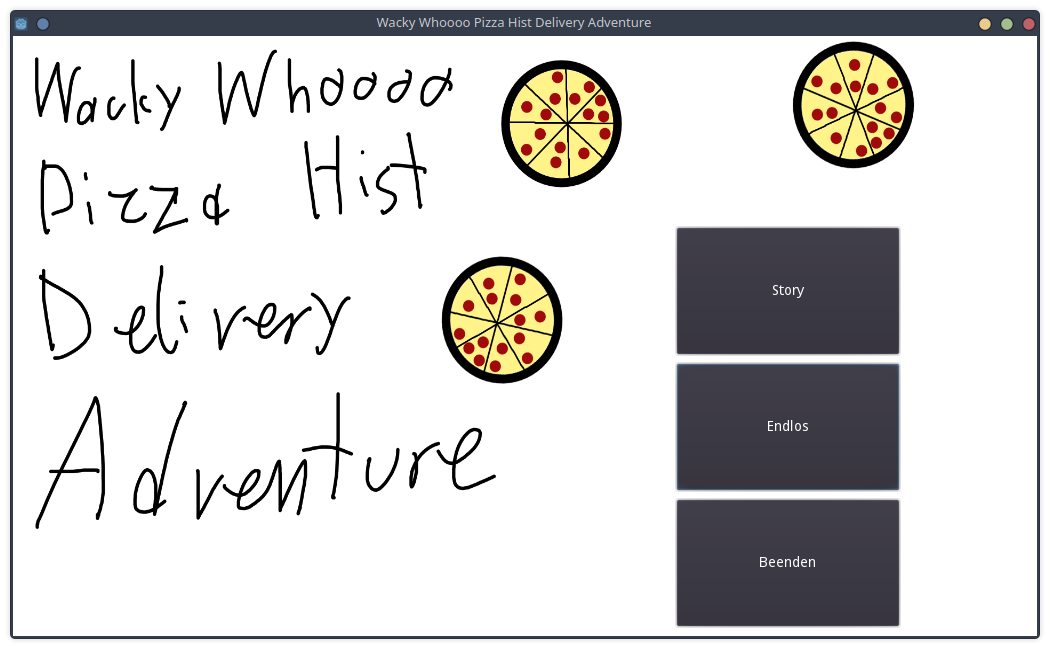 Wacky Whoooo Pizza Hist Delivery Adventure
Wacky Whoooo
Pizza Hist
Delivery
Adventure
Story
Endlos
Beenden